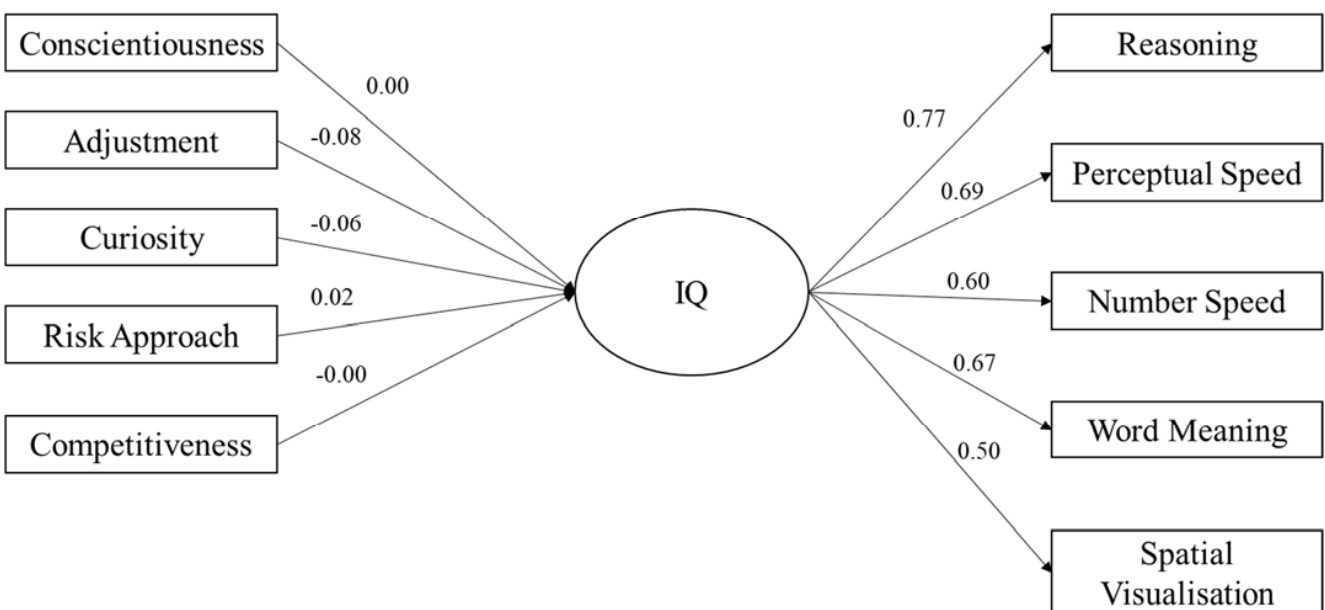 Conscientiousness
Adjustment
Curiosity
Risk Approach
Competitiveness
0.00
-0.08
-0.06
0.02
-0.00
IQ
0.77
0.69
0.60
0.67
0.50
Reasoning
Perceptual Speed
Number Speed
Word Meaning
Spatial
Visualisation